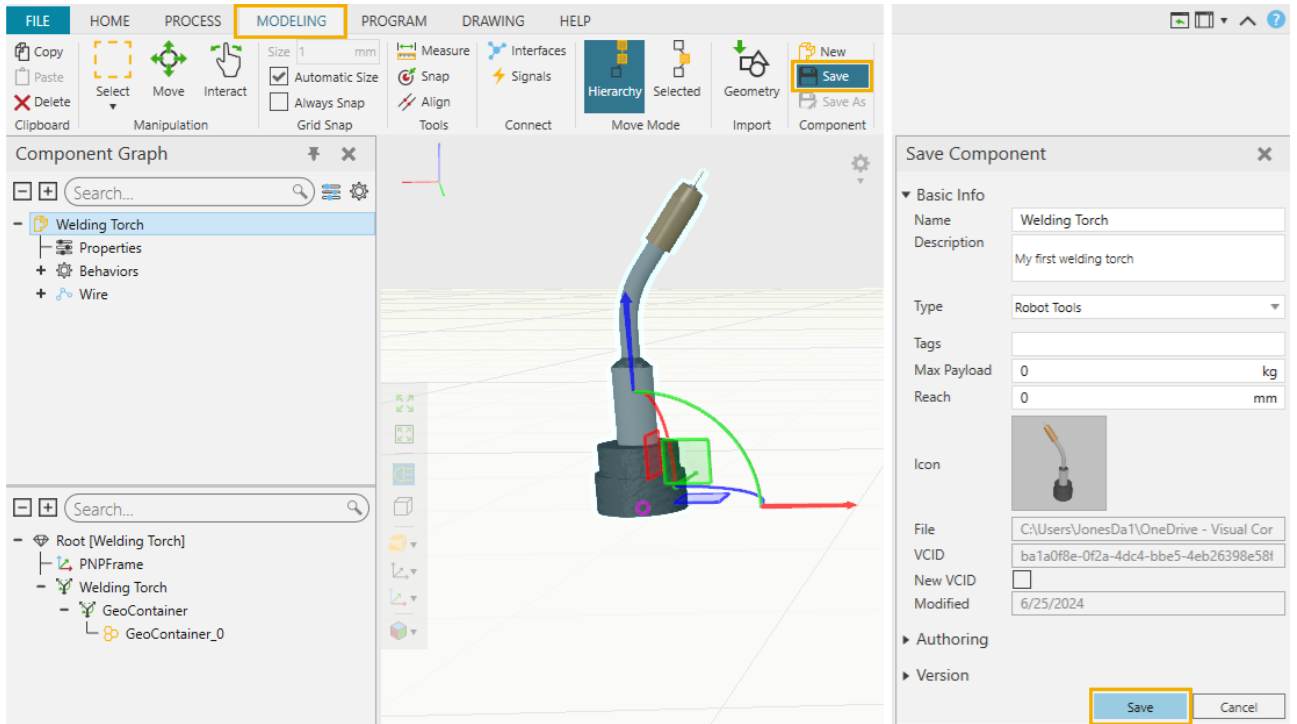 FILE HOME PROCESS MODELING PROGRAM DRAWING HELP
Copy
Paste
Delete
Clipboard
Select
Move
Interact
Manipulation
Size 1 mm
Automatic Size
Always Snap
Grid Snap
Measure
Snap
Align
Tools
Interfaces
Signals
Connect
Hierarchy
Selected
Move Mode
Geometry
Import
New
Save
Save As
Component
?
Component Graph
Search...
Welding Torch
Properties
Behaviors
Wire
Search...
Root [Welding Torch]
PNPFrame
Welding Torch
GeoContainer
GeoContainer_0
Save Component
Basic Info
Name Welding Torch
Description My first welding torch
Type Robot Tools
Tags
Max Payload 0 kg
Reach 0 mm
Icon
File C:\Users\JonesDa1\OneDrive - Visual Cor
VCID ba1a0f8e-0f2a-4dc4-bbe5-4eb26398e58f
New VCID
Modified 6/25/2024
Authoring
Version
Save Cancel